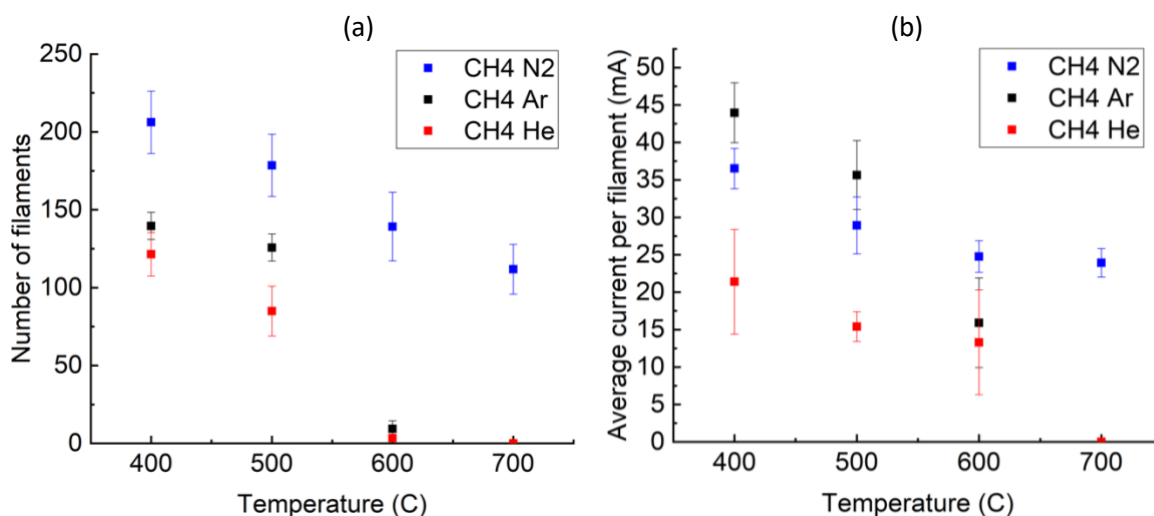 (a)
Number of filaments
250
200
150
100
50
0
CH4 N2
CH4 Ar
CH4 He
400 500 600 700
Temperature (C)
(b)
Average current per filament (mA)
50
45
40
35
30
25
20
15
10
5
0
CH4 N2
CH4 Ar
CH4 He
400 500 600 700
Temperature (C)